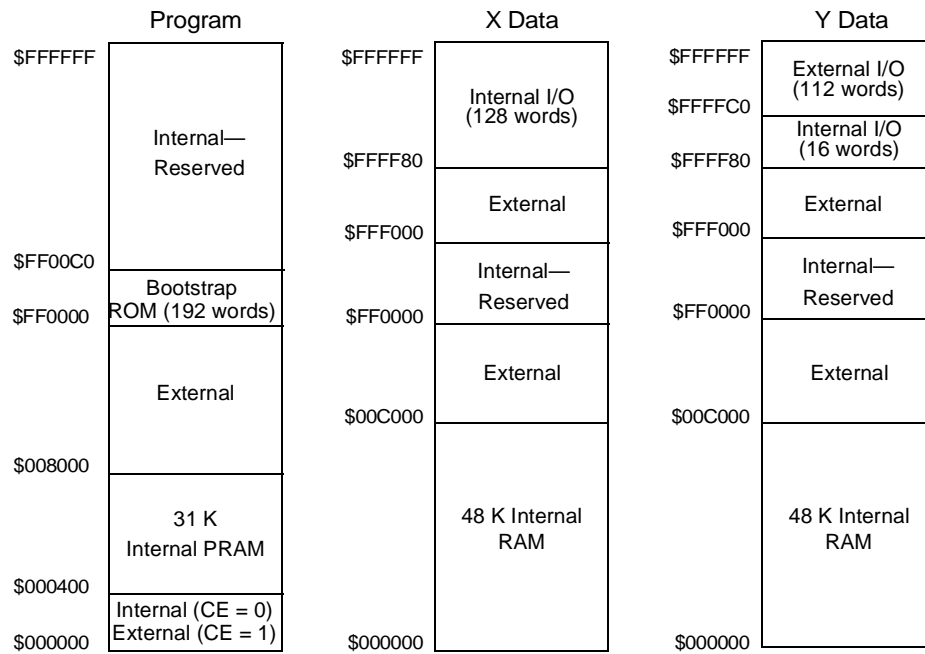 Program
$FFFFFF
Internal—
Reserved
$FF00C0
Bootstrap
ROM (192 words)
$FF0000
External
$008000
31 K
Internal PRAM
$000400
Internal (CE = 0)
External (CE = 1)
$000000
X Data
$FFFFFF
Internal I/O
(128 words)
$FFFF80
External
$FFF000
Internal—
Reserved
$FF0000
External
$00C000
48 K Internal
RAM
$000000
Y Data
$FFFFFF
External I/O
(112 words)
$FFFFC0
Internal I/O
(16 words)
$FFFF80
External
$FFF000
Internal—
Reserved
$FF0000
External
$00C000
48 K Internal
RAM
$000000